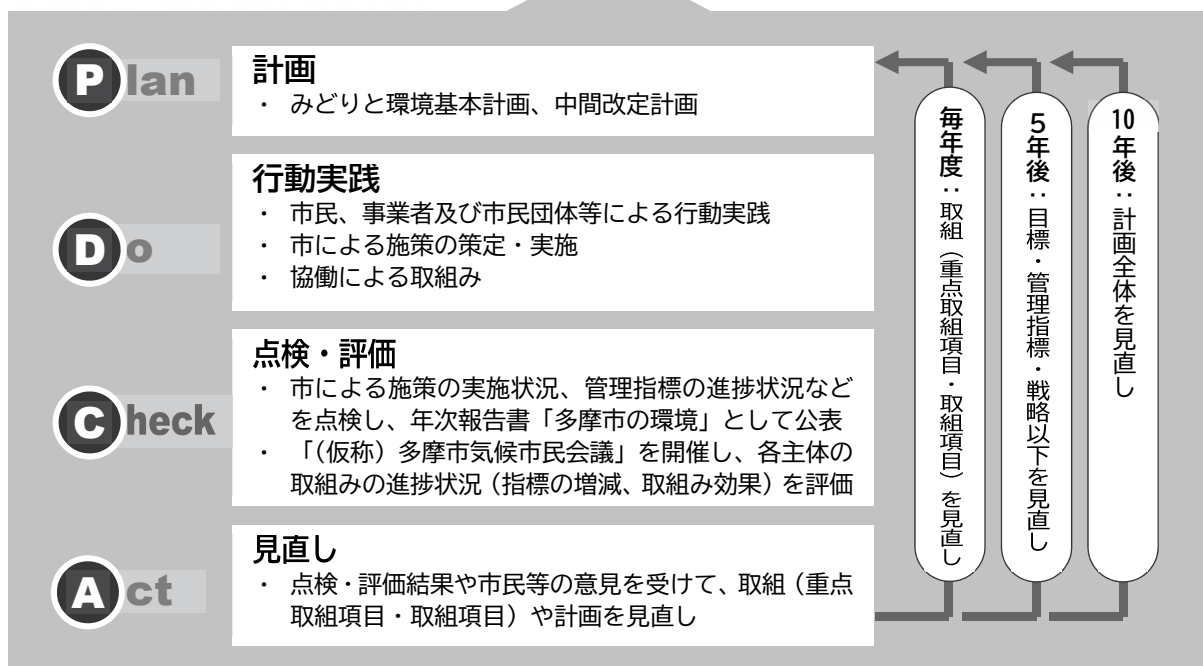 Plan
計画
・ みどりと環境基本計画、中間改定計画
Do
行動実践
・ 市民、事業者及び市民団体等による行動実践
・ 市による施策の策定・実施
・ 協働による取組み
Check
点検・評価
・ 市による施策の実施状況、管理指標の進捗状況など
を点検し、年次報告書「多摩市の環境」として公表
・ 「(仮称)多摩市気候市民会議」を開催し、各主体の
取組みの進捗状況(指標の増減、取組み効果)を評価
Act
見直し
・ 点検・評価結果や市民等の意見を受けて、取組(重点
取組項目・取組項目)や計画を見直し
毎年度:取組(重点取組項目・取組項目)を見直し
5年後:目標・管理指標・戦略以下を見直し
10年後:計画全体を見直し